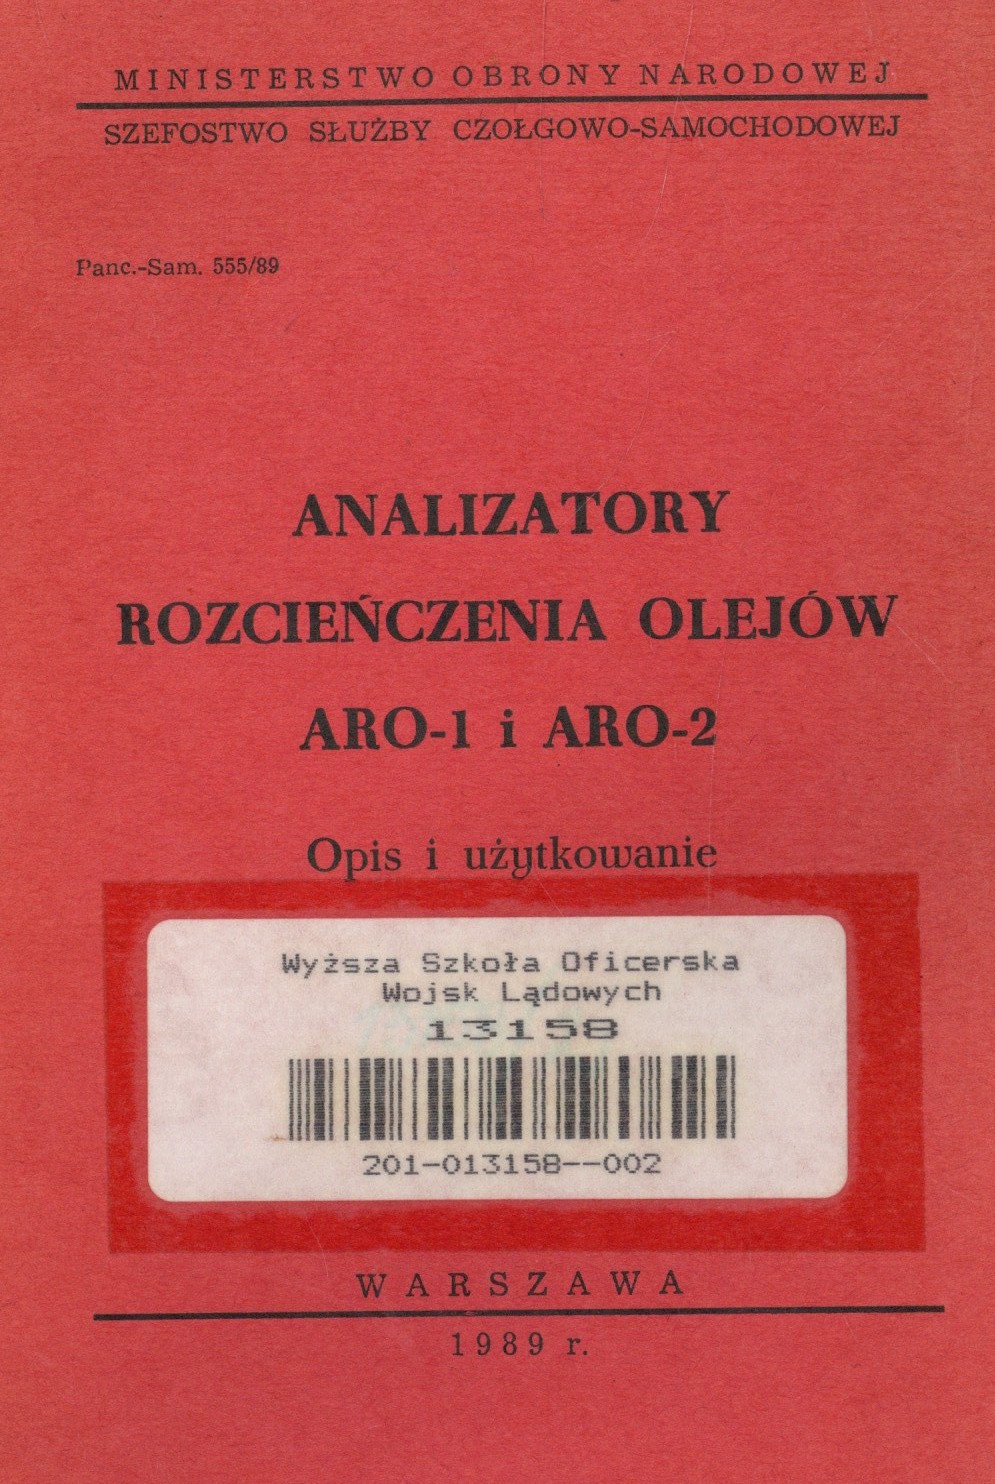 MINISTERSTWO OBRONY NARODOWEJ
SZEFOSTWO SŁUŻBY CZOŁGOWO-SAMOCHODOWEJ
Panc.-Sam. 555/89
ANALIZATORY
ROZCIEŃCZENIA OLEJÓW
ARO-1 i ARO-2
Opis i użytkowanie
Wyższa Szkoła Oficerska
Wojsk Lądowych
13158
201-013158--002
WARSZAWA
1989 r.